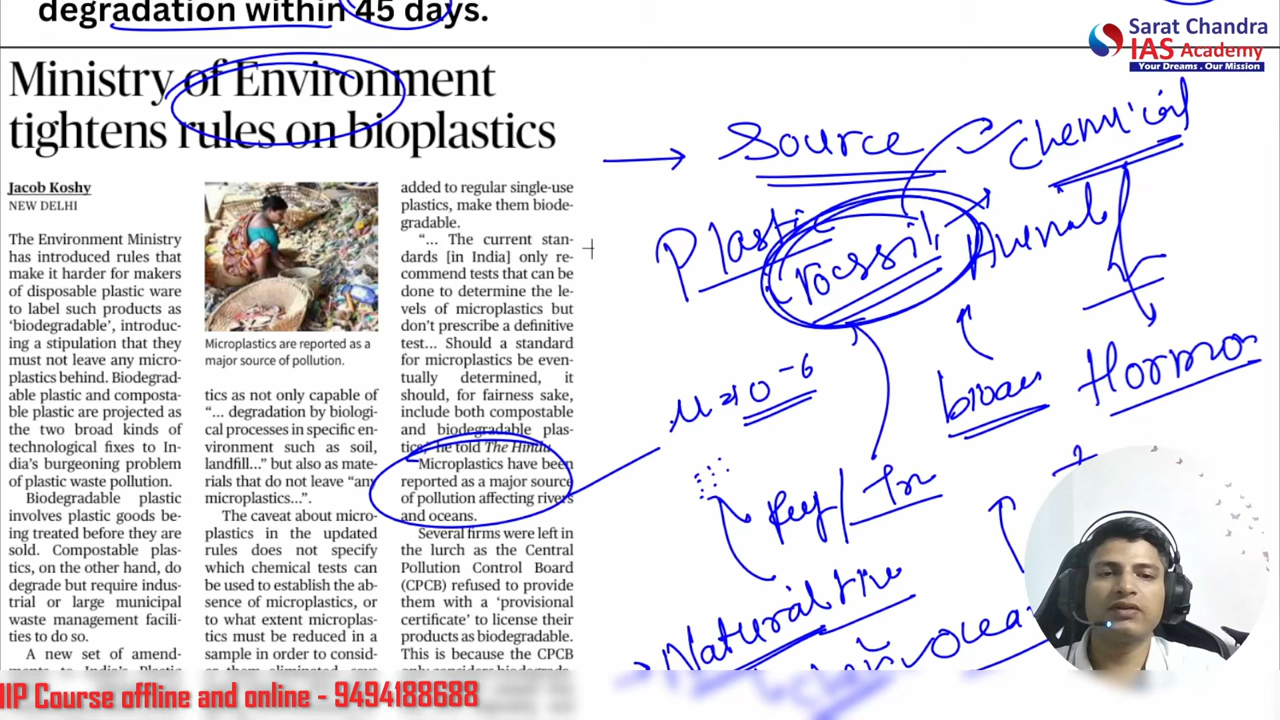 degradation within 45 days.
Sarat Chandra
IAS Academy
Your Dreams . Our Mission
Ministry of Environment
tightens rules on bioplastics
Jacob Koshy
NEW DELHI
The Environment Ministry
has introduced rules that
make it harder for makers
of disposable plastic ware
to label such products as
‘biodegradable’, introduc-
ing a stipulation that they
must not leave any micro-
plastics behind. Biodegrad-
able plastic and composta-
ble plastic are projected as
the two broad kinds of
technological fixes to In-
dia’s burgeoning problem
of plastic waste pollution.
Biodegradable plastic
involves plastic goods be-
ing treated before they are
sold. Compostable plas-
tics, on the other hand, do
degrade but require indus-
trial or large municipal
waste management facili-
ties to do so.
A new set of amend-
ments to India's Plastic
Microplastics are reported as a
major source of pollution.
tics as not only capable of
“... degradation by biologi-
cal processes in specific en-
vironment such as soil,
landfill...” but also as mate-
rials that do not leave “any
microplastics...”.
The caveat about micro-
plastics in the updated
rules does not specify
which chemical tests can
be used to establish the ab-
sence of microplastics, or
to what extent microplas-
tics must be reduced in a
sample in order to consid-
added to regular single-use
plastics, make them biode-
gradable.
“... The current stan-
dards [in India] only re-
commend tests that can be
done to determine the le-
vels of microplastics but
don’t prescribe a definitive
test... Should a standard
for microplastics be even-
tually determined, it
should, for fairness sake,
include both compostable
and biodegradable plas-
tics,” he told The Hindu.
Microplastics have been
reported as a major source
of pollution affecting rivers
and oceans.
Several firms were left in
the lurch as the Central
Pollution Control Board
(CPCB) refused to provide
them with a ‘provisional
certificate’ to license their
products as biodegradable.
This is because the CPCB
Source
Chemical
Plastic
10⁻⁶
Natural
IIP Course offline and online - 9494188688